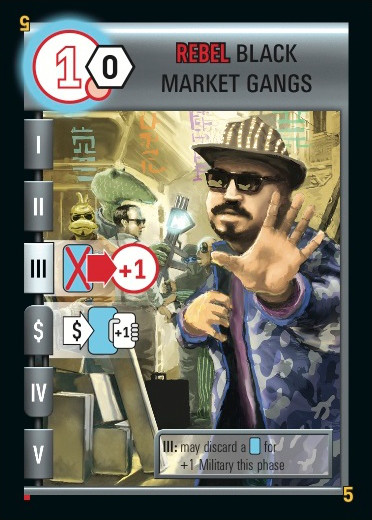 5
1 0
REBEL BLACK
MARKET GANGS
I
II
III +1
$ $ +1
IV
V
III: may discard a for
+1 Military this phase
5